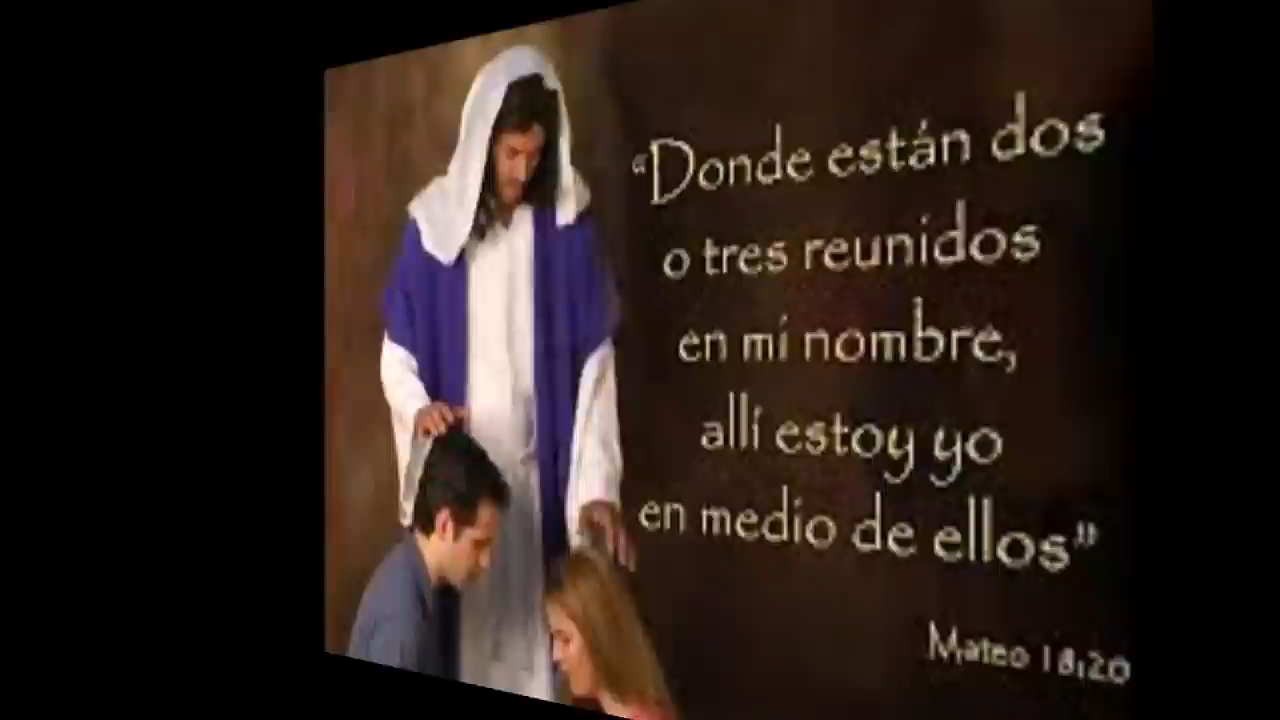 “Donde están dos
o tres reunidos
en mi nombre,
allí estoy yo
en medio de ellos”
Mateo 18:20